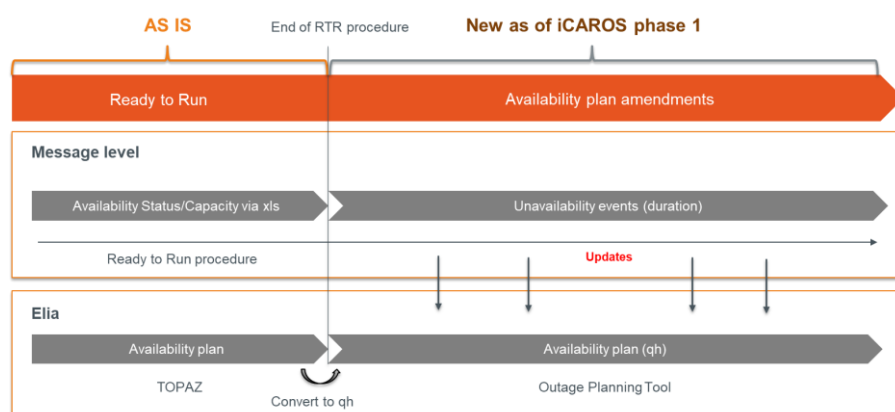 AS IS
End of RTR procedure
New as of iCAROS phase 1
Ready to Run
Availability plan amendments
Message level
Availability Status/Capacity via xls
Unavailability events (duration)
Ready to Run procedure
Updates
Elia
Availability plan
Availability plan (qh)
TOPAZ
Convert to qh
Outage Planning Tool